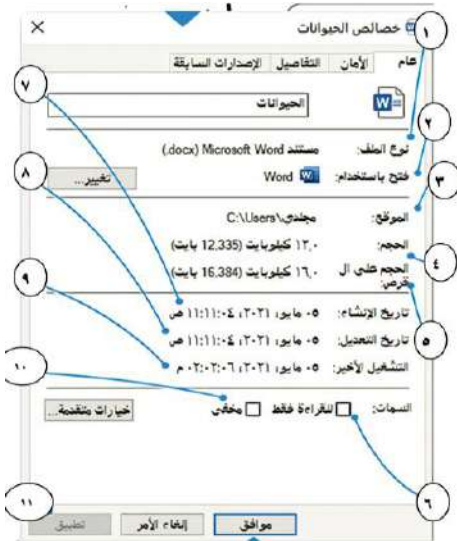 خصائص الحيوانات
عام الأمان التفاصيل الإصدارات السابقة
الحيوانات
نوع الملف: مستند Microsoft Word (.docx)
فتح باستخدام: Word تغيير...
الموقع: C:\Users\مجلدي
الحجم: ١٢,٠ كيلوبايت (12,335 بايت)
الحجم على ال
قرص: ١٦,٠ كيلوبايت (16,384 بايت)
تاريخ الإنشاء: ٠٥ مايو، ٢٠٢١، ١١:١١:٠٤ ص
تاريخ التعديل: ٠٥ مايو، ٢٠٢١، ١١:١١:٠٤ ص
التشغيل الأخير: ٠٥ مايو، ٢٠٢١، ٠٢:٠٢:٠٦ م
السمات: للقراءة فقط مخفي خيارات متقدمة...
موافق إلغاء الأمر تطبيق
١
٢
٣
٤
٥
٦
٧
٨
٩
١٠
١١